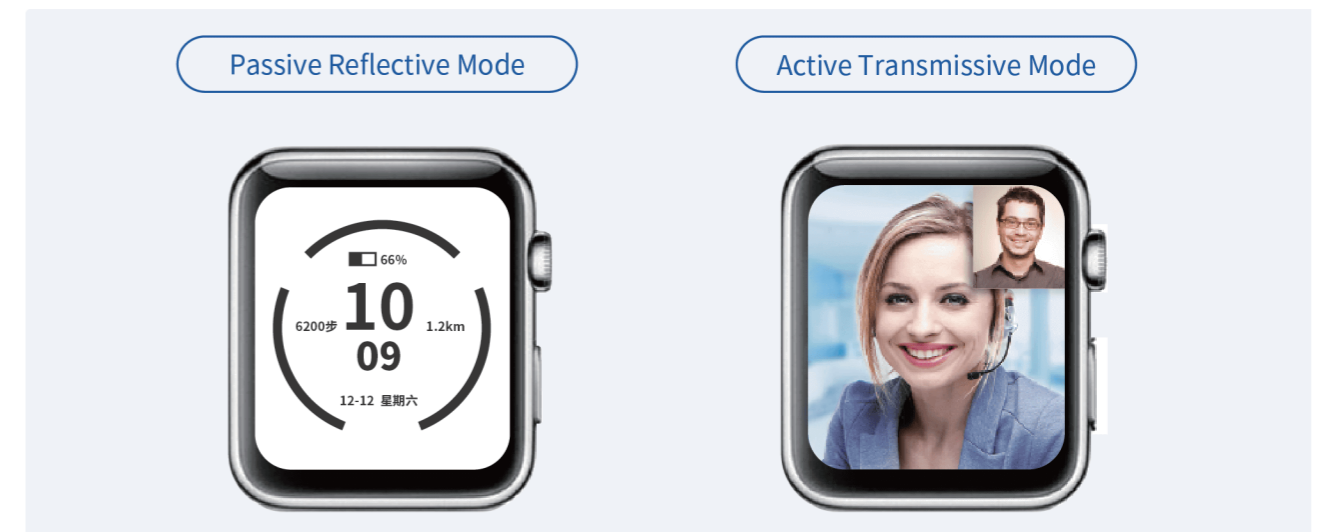 Passive Reflective Mode
Active Transmissive Mode
66%
10
6200步
1.2km
09
12-12 星期六